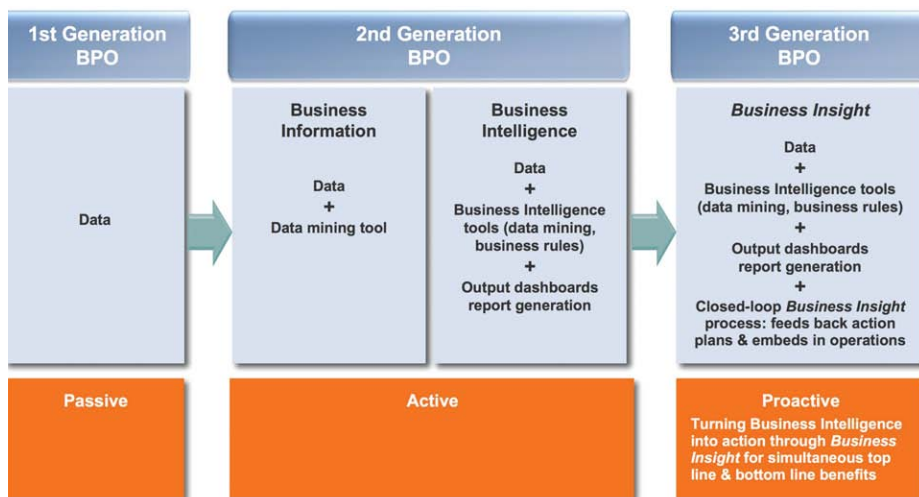 1st Generation
BPO
Data
Passive
2nd Generation
BPO
Business
Information
Data
+
Data mining tool
Business
Intelligence
Data
+
Business Intelligence
tools (data mining,
business rules)
+
Output dashboards
report generation
Active
3rd Generation
BPO
Business Insight
Data
+
Business Intelligence tools
(data mining, business rules)
+
Output dashboards
report generation
+
Closed-loop Business Insight
process: feeds back action
plans & embeds in operations
Proactive
Turning Business Intelligence
into action through Business
Insight for simultaneous top
line & bottom line benefits